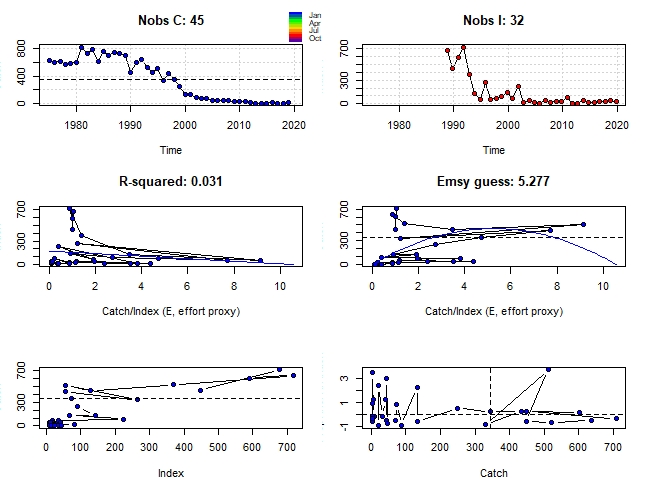 Nobs C: 45
Jan
Apr
Jul
Oct
0 400 800
1980 1990 2000 2010 2020
Time
Nobs I: 32
0 300 700
1980 1990 2000 2010 2020
Time
R-squared: 0.031
0 300 700
0 2 4 6 8 10
Catch/Index (E, effort proxy)
Emsy guess: 5.277
0 300 700
0 2 4 6 8 10
Catch/Index (E, effort proxy)
0 300 700
0 100 200 300 400 500 600 700
Index
-1 1 3
0 100 200 300 400 500 600 700
Catch